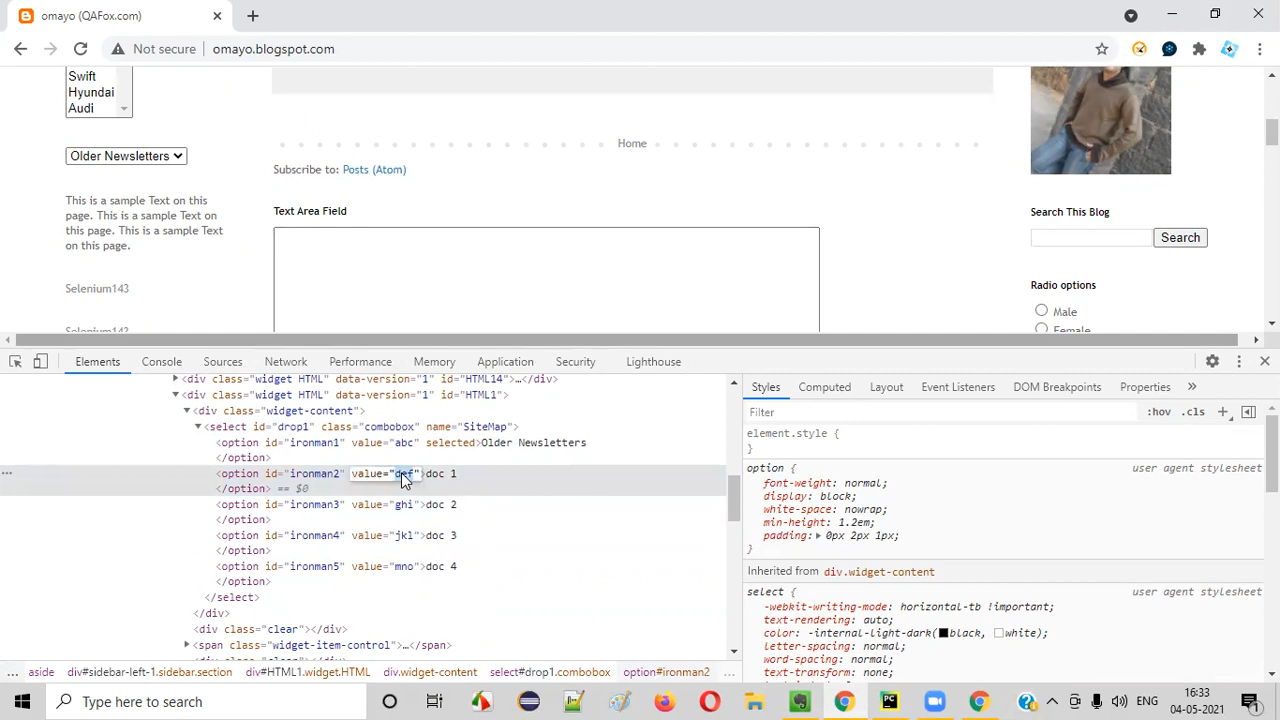 omayo (QAFox.com)
Not secure
omayo.blogspot.com
Swift
Hyundai
Audi
Older Newsletters
This is a sample Text on this
page. This is a sample Text on
this page. This is a sample Text
on this page.
Selenium143
Home
Subscribe to: Posts (Atom)
Text Area Field
Search This Blog
Search
Radio options
Male
Female
Elements
Console
Sources
Network
Performance
Memory
Application
Security
Lighthouse
<div class="widget HTML" data-version="1" id="HTML14">…</div>
<div class="widget HTML" data-version="1" id="HTML1">
<div class="widget-content">
<select id="drop1" class="combobox" name="SiteMap">
<option id="ironman1" value="abc" selected>Older Newsletters
</option>
<option id="ironman2" value="def">doc 1
</option> == $0
<option id="ironman3" value="ghi">doc 2
</option>
<option id="ironman4" value="jkl">doc 3
</option>
<option id="ironman5" value="mno">doc 4
</option>
</select>
</div>
<div class="clear"></div>
<span class="widget-item-control">…</span>
... aside div#sidebar-left-1.sidebar.section div#HTML1.widget.HTML div.widget-content select#drop1.combobox option#ironman2 ...
Styles
Computed
Layout
Event Listeners
DOM Breakpoints
Properties
Filter
:hov .cls
element.style {
}
option {
user agent stylesheet
font-weight: normal;
display: block;
white-space: nowrap;
min-height: 1.2em;
padding: 0px 2px 1px;
}
Inherited from div.widget-content
select {
user agent stylesheet
-webkit-writing-mode: horizontal-tb !important;
text-rendering: auto;
color: -internal-light-dark(black, white);
letter-spacing: normal;
word-spacing: normal;
text-transform: none;
Type here to search
ENG
16:33
04-05-2021